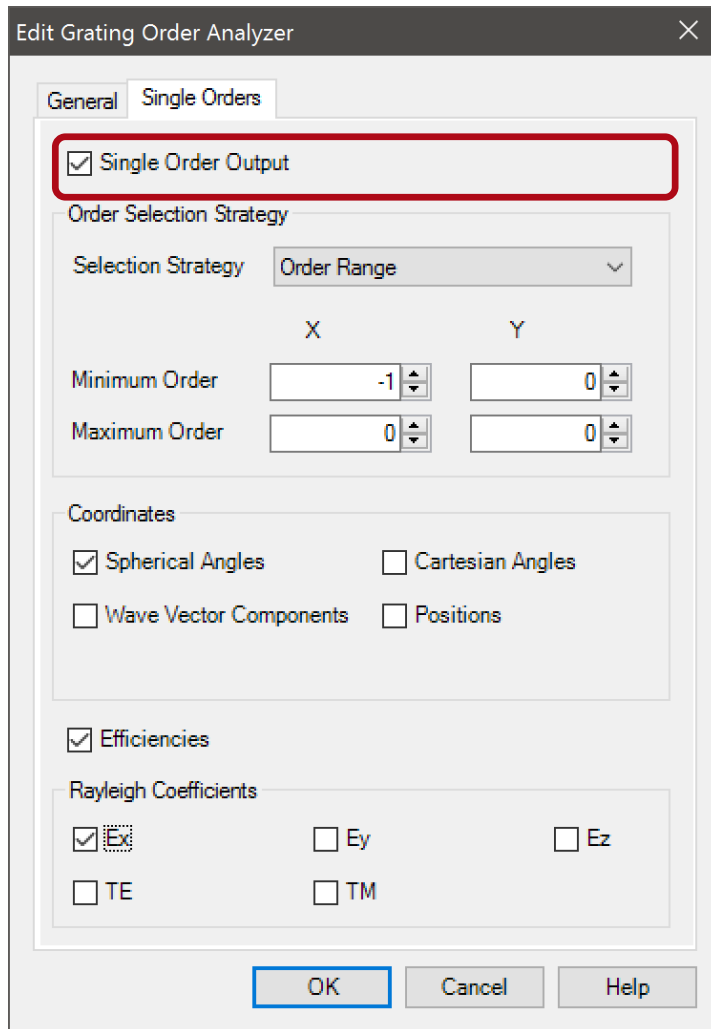 Edit Grating Order Analyzer
General Single Orders
Single Order Output
Order Selection Strategy
Selection Strategy Order Range
X Y
Minimum Order -1 0
Maximum Order 0 0
Coordinates
Spherical Angles Cartesian Angles
Wave Vector Components Positions
Efficiencies
Rayleigh Coefficients
Ex Ey Ez
TE TM
OK Cancel Help